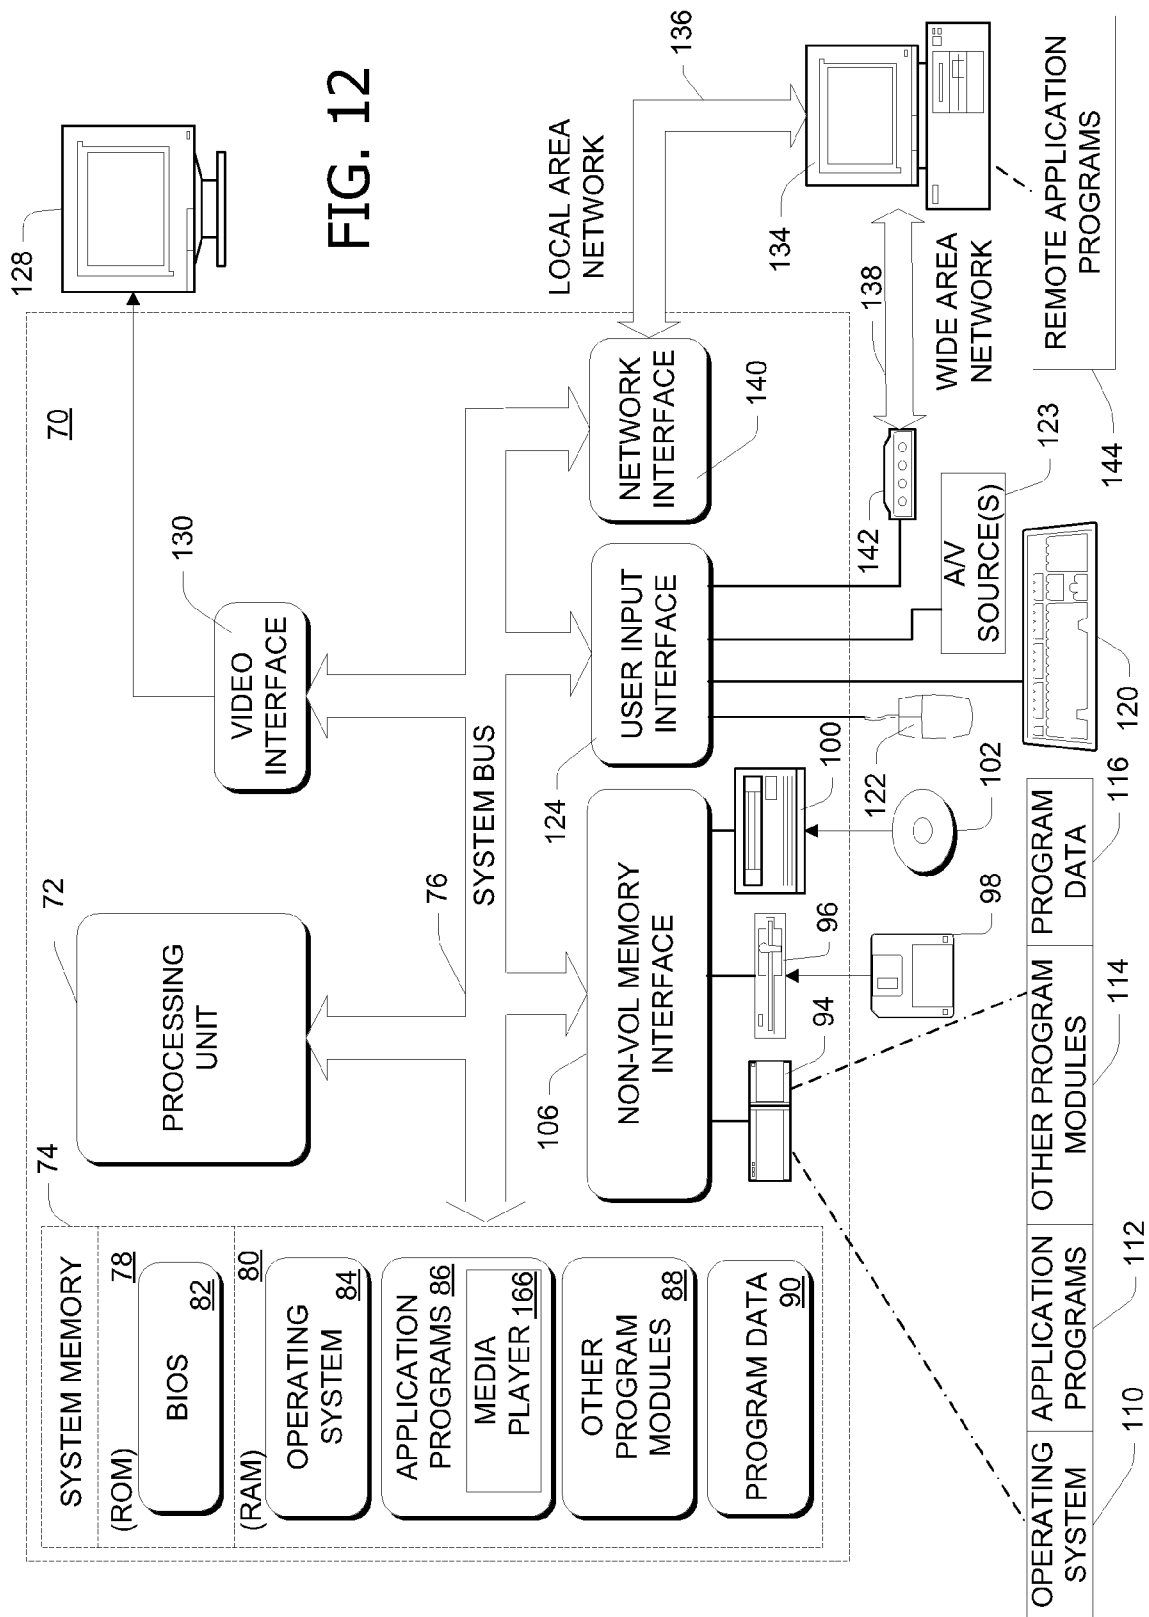 SYSTEM MEMORY
74
(ROM) 78
BIOS
82
(RAM) 80
OPERATING
SYSTEM 84
APPLICATION
PROGRAMS 86
MEDIA
PLAYER 166
OTHER
PROGRAM
MODULES 88
PROGRAM DATA
90
72
PROCESSING
UNIT
70
130
VIDEO
INTERFACE
128
FIG. 12
76
SYSTEM BUS
106
NON-VOL MEMORY
INTERFACE
124
USER INPUT
INTERFACE
NETWORK
INTERFACE
140
LOCAL AREA
NETWORK
136
134
94
96
100
98
102
122
120
142
138
WIDE AREA
NETWORK
A/V
SOURCE(S)
123
OPERATING
SYSTEM
110
APPLICATION
PROGRAMS
112
OTHER PROGRAM
MODULES
114
PROGRAM
DATA
116
REMOTE APPLICATION
PROGRAMS
144